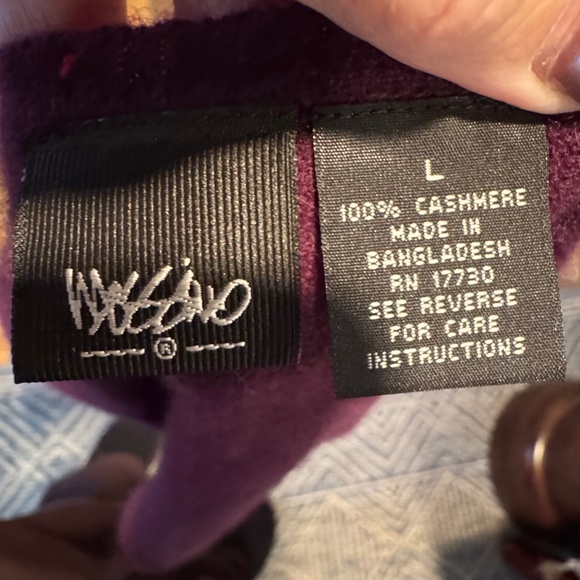 Mossimo
®
L
100% CASHMERE
MADE IN
BANGLADESH
RN 17730
SEE REVERSE
FOR CARE
INSTRUCTIONS